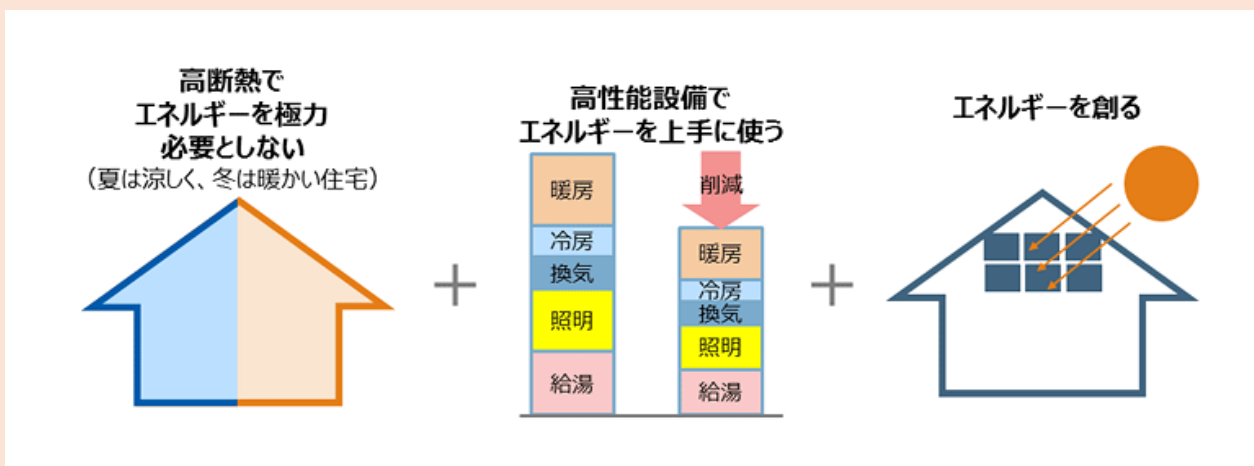 高断熱で
エネルギーを極力
必要としない
（夏は涼しく、冬は暖かい住宅）
高性能設備で
エネルギーを上手に使う
暖房
冷房
換気
照明
給湯
削減
暖房
冷房
換気
照明
給湯
エネルギーを創る